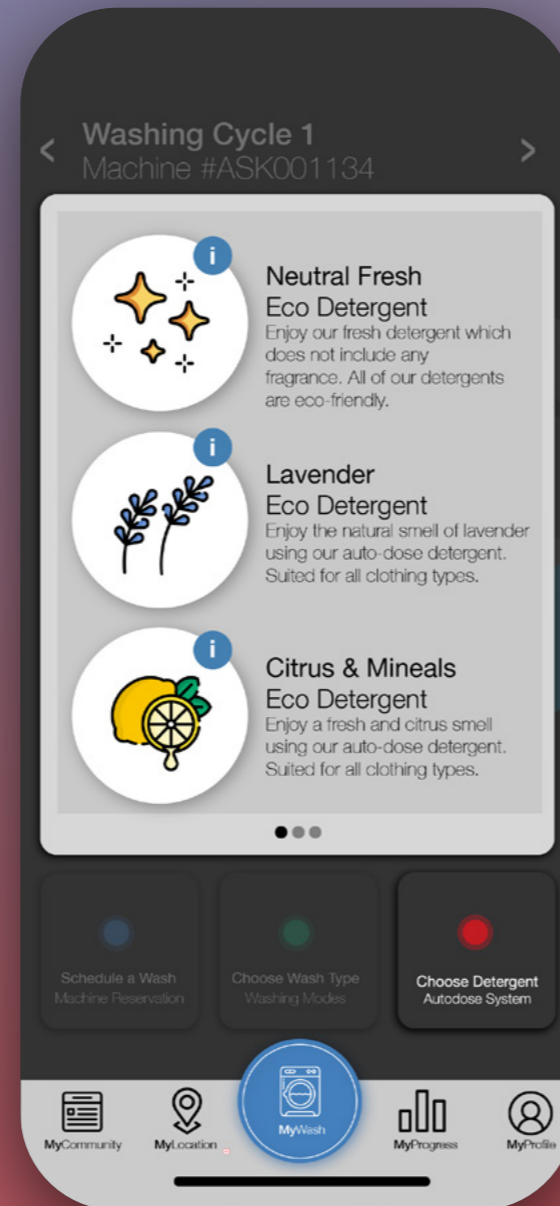 Washing Cycle 1
Machine #ASK001134
i
Neutral Fresh
Eco Detergent
Enjoy our fresh detergent which
does not include any
fragrance. All of our detergents
are eco-friendly.
i
Lavender
Eco Detergent
Enjoy the natural smell of lavender
using our auto-dose detergent.
Suited for all clothing types.
i
Citrus & Mineals
Eco Detergent
Enjoy a fresh and citrus smell
using our auto-dose detergent.
Suited for all clothing types.
Schedule a Wash
Machine Reservation
Choose Wash Type
Washing Modes
Choose Detergent
Autodose System
MyCommunity
MyLocation
MyWash
MyProgress
MyProfile